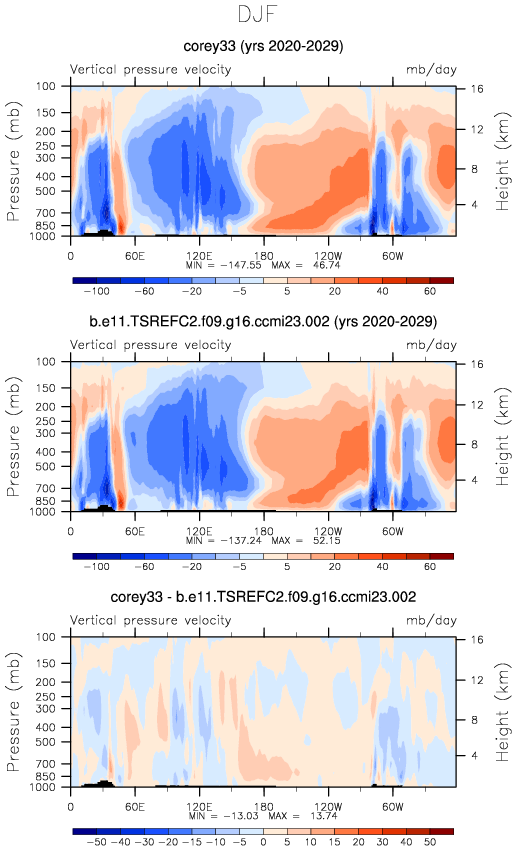 DJF
corey33 (yrs 2020-2029)
Vertical pressure velocity mb/day
Pressure (mb)
100
150
200
250
300
400
500
700
850
1000
16
12
8
4
Height (km)
0 60E 120E 180 120W 60W
MIN = -147.55 MAX = 46.74
-100 -60 -20 -5 5 20 40 60
b.e11.TSREFC2.f09.g16.ccmi23.002 (yrs 2020-2029)
Vertical pressure velocity mb/day
Pressure (mb)
100
150
200
250
300
400
500
700
850
1000
16
12
8
4
Height (km)
0 60E 120E 180 120W 60W
MIN = -137.24 MAX = 52.15
-100 -60 -20 -5 5 20 40 60
corey33 - b.e11.TSREFC2.f09.g16.ccmi23.002
Vertical pressure velocity mb/day
Pressure (mb)
100
150
200
250
300
400
500
700
850
1000
16
12
8
4
Height (km)
0 60E 120E 180 120W 60W
MIN = -13.03 MAX = 13.74
-50 -40 -30 -20 -15 -10 -5 0 5 10 15 20 30 40 50